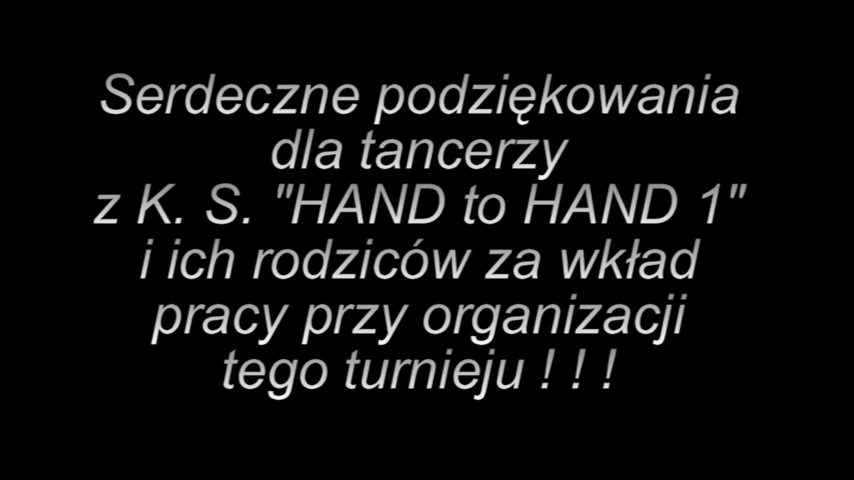 Serdeczne podziękowania
dla tancerzy
z K. S. "HAND to HAND 1"
i ich rodziców za wkład
pracy przy organizacji
tego turnieju ! ! !